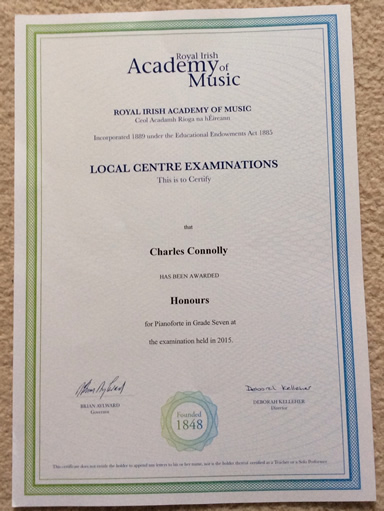 Royal Irish
Academy of
Music
ROYAL IRISH ACADEMY OF MUSIC
Ceol Acadamh Ríoga na hÉireann
Incorporated 1889 under the Educational Endowments Act 1885
LOCAL CENTRE EXAMINATIONS
This is to Certify
that
Charles Connolly
HAS BEEN AWARDED
Honours
for Pianoforte in Grade Seven at
the examination held in 2015.
Deborah Kelleher
BRIAN AYLWARD
Governor
DEBORAH KELLEHER
Director
Founded
1848
This certificate does not entitle the holder to append any letters to his or her name, nor is the holder thereof certified as a Teacher or a Solo Performer.